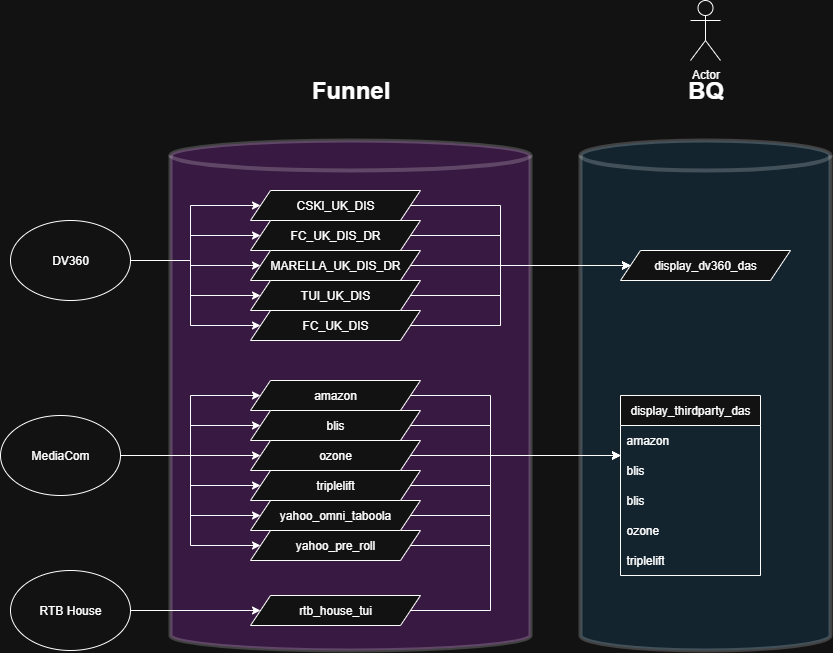 Actor
Funnel
BQ
CSKI_UK_DIS
FC_UK_DIS_DR
DV360
MARELLA_UK_DIS_DR
display_dv360_das
TUI_UK_DIS
FC_UK_DIS
amazon
blis
MediaCom
ozone
triplelift
yahoo_omni_taboola
yahoo_pre_roll
display_thirdparty_das
amazon
blis
blis
ozone
triplelift
RTB House
rtb_house_tui